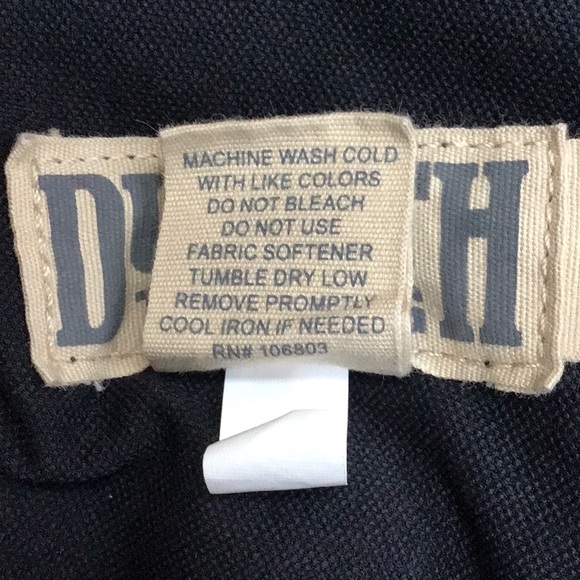 MACHINE WASH COLD
WITH LIKE COLORS
DO NOT BLEACH
DO NOT USE
FABRIC SOFTENER
TUMBLE DRY LOW
REMOVE PROMPTLY
COOL IRON IF NEEDED
RN# 106803